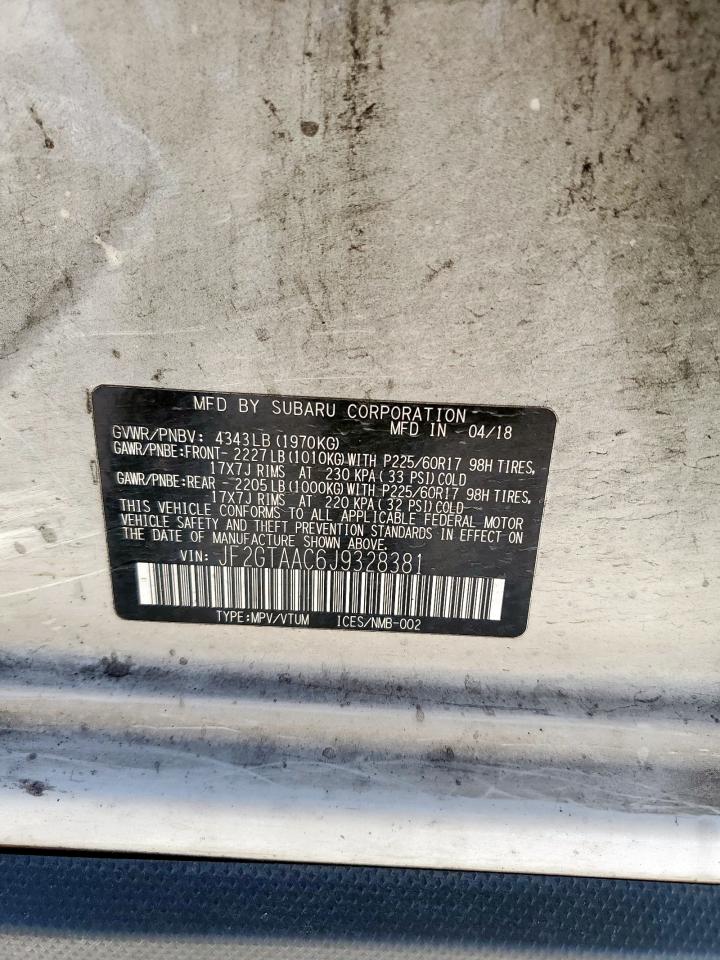 MFD BY SUBARU CORPORATION
MFD IN 04/18
GVWR/PNBV: 4343LB(1970KG)
GAWR/PNBE:FRONT- 2227LB(1010KG)WITH P225/60R17 98H TIRES,
17X7J RIMS AT 230 KPA(33 PSI)COLD
GAWR/PNBE:REAR - 2205LB(1000KG)WITH P225/60R17 98H TIRES,
17X7J RIMS AT 220 KPA(32 PSI)COLD
THIS VEHICLE CONFORMS TO ALL APPLICABLE FEDERAL MOTOR
VEHICLE SAFETY AND THEFT PREVENTION STANDARDS IN EFFECT ON
THE DATE OF MANUFACTURE SHOWN ABOVE.
VIN: JF2GTAAC6J9328381
TYPE:MPV/VTUM ICES/NMB-002